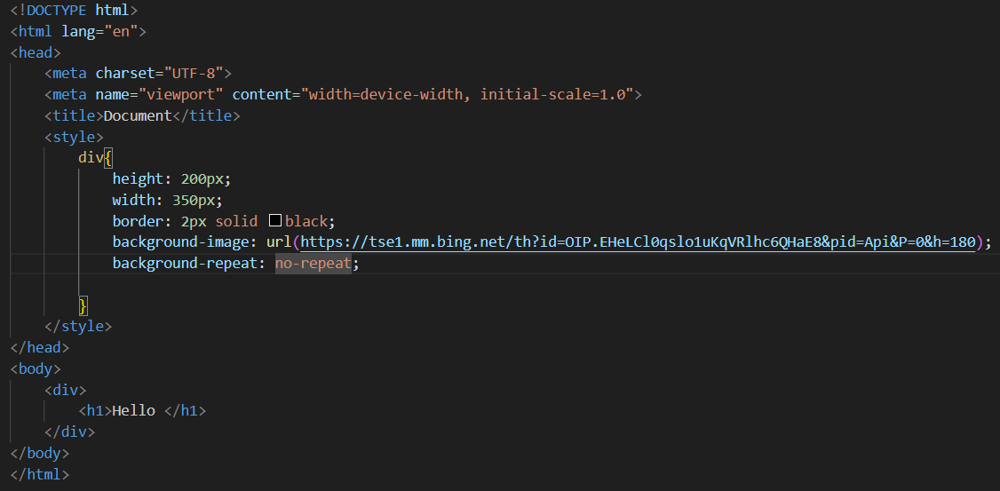 <!DOCTYPE html>
<html lang="en">
<head>
    <meta charset="UTF-8">
    <meta name="viewport" content="width=device-width, initial-scale=1.0">
    <title>Document</title>
    <style>
        div{
            height: 200px;
            width: 350px;
            border: 2px solid black;
            background-image: url(https://tse1.mm.bing.net/th?id=OIP.EHeLCl0qslo1uKqVRlhc6QHaE8&pid=Api&P=0&h=180);
            background-repeat: no-repeat;
        }
    </style>
</head>
<body>
    <div>
        <h1>Hello </h1>
    </div>
</body>
</html>